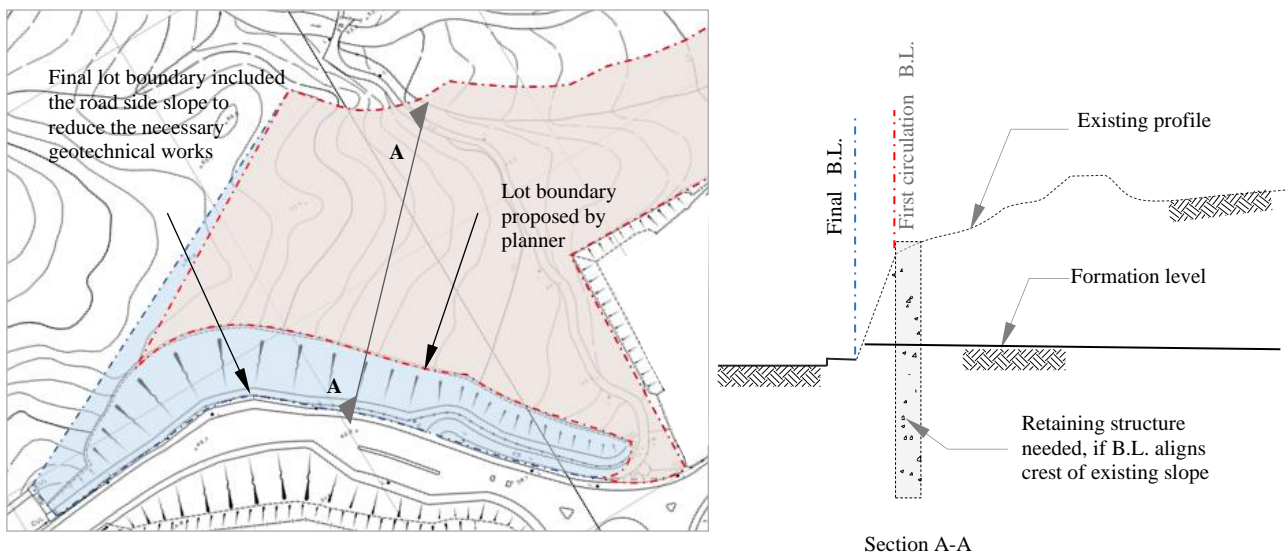 Final lot boundary included
the road side slope to
reduce the necessary
geotechnical works
A
Lot boundary
proposed by
planner
A
Final B.L.
First circulation B.L.
Existing profile
Formation level
Retaining structure
needed, if B.L. aligns
crest of existing slope
Section A-A